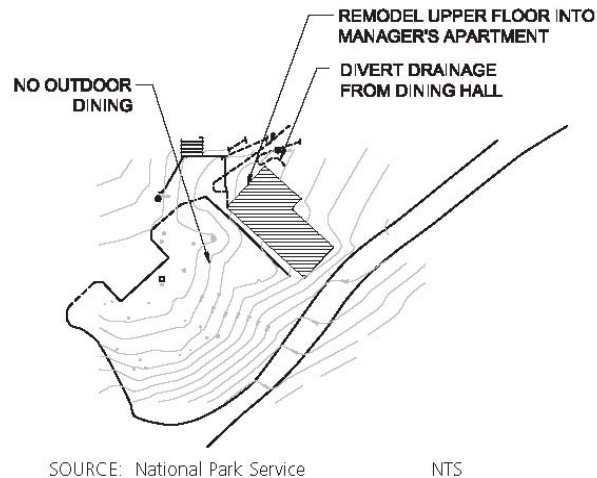 REMODEL UPPER FLOOR INTO
MANAGER'S APARTMENT
DIVERT DRAINAGE
FROM DINING HALL
NO OUTDOOR
DINING
SOURCE: National Park Service
NTS